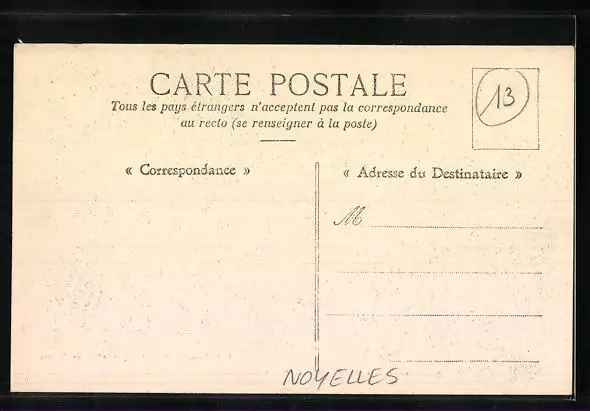 CARTE POSTALE
Tous les pays étrangers n'acceptent pas la correspondance
au recto (se renseigner à la poste)
13
« Correspondance »
« Adresse du Destinataire »
M
NOYELLES